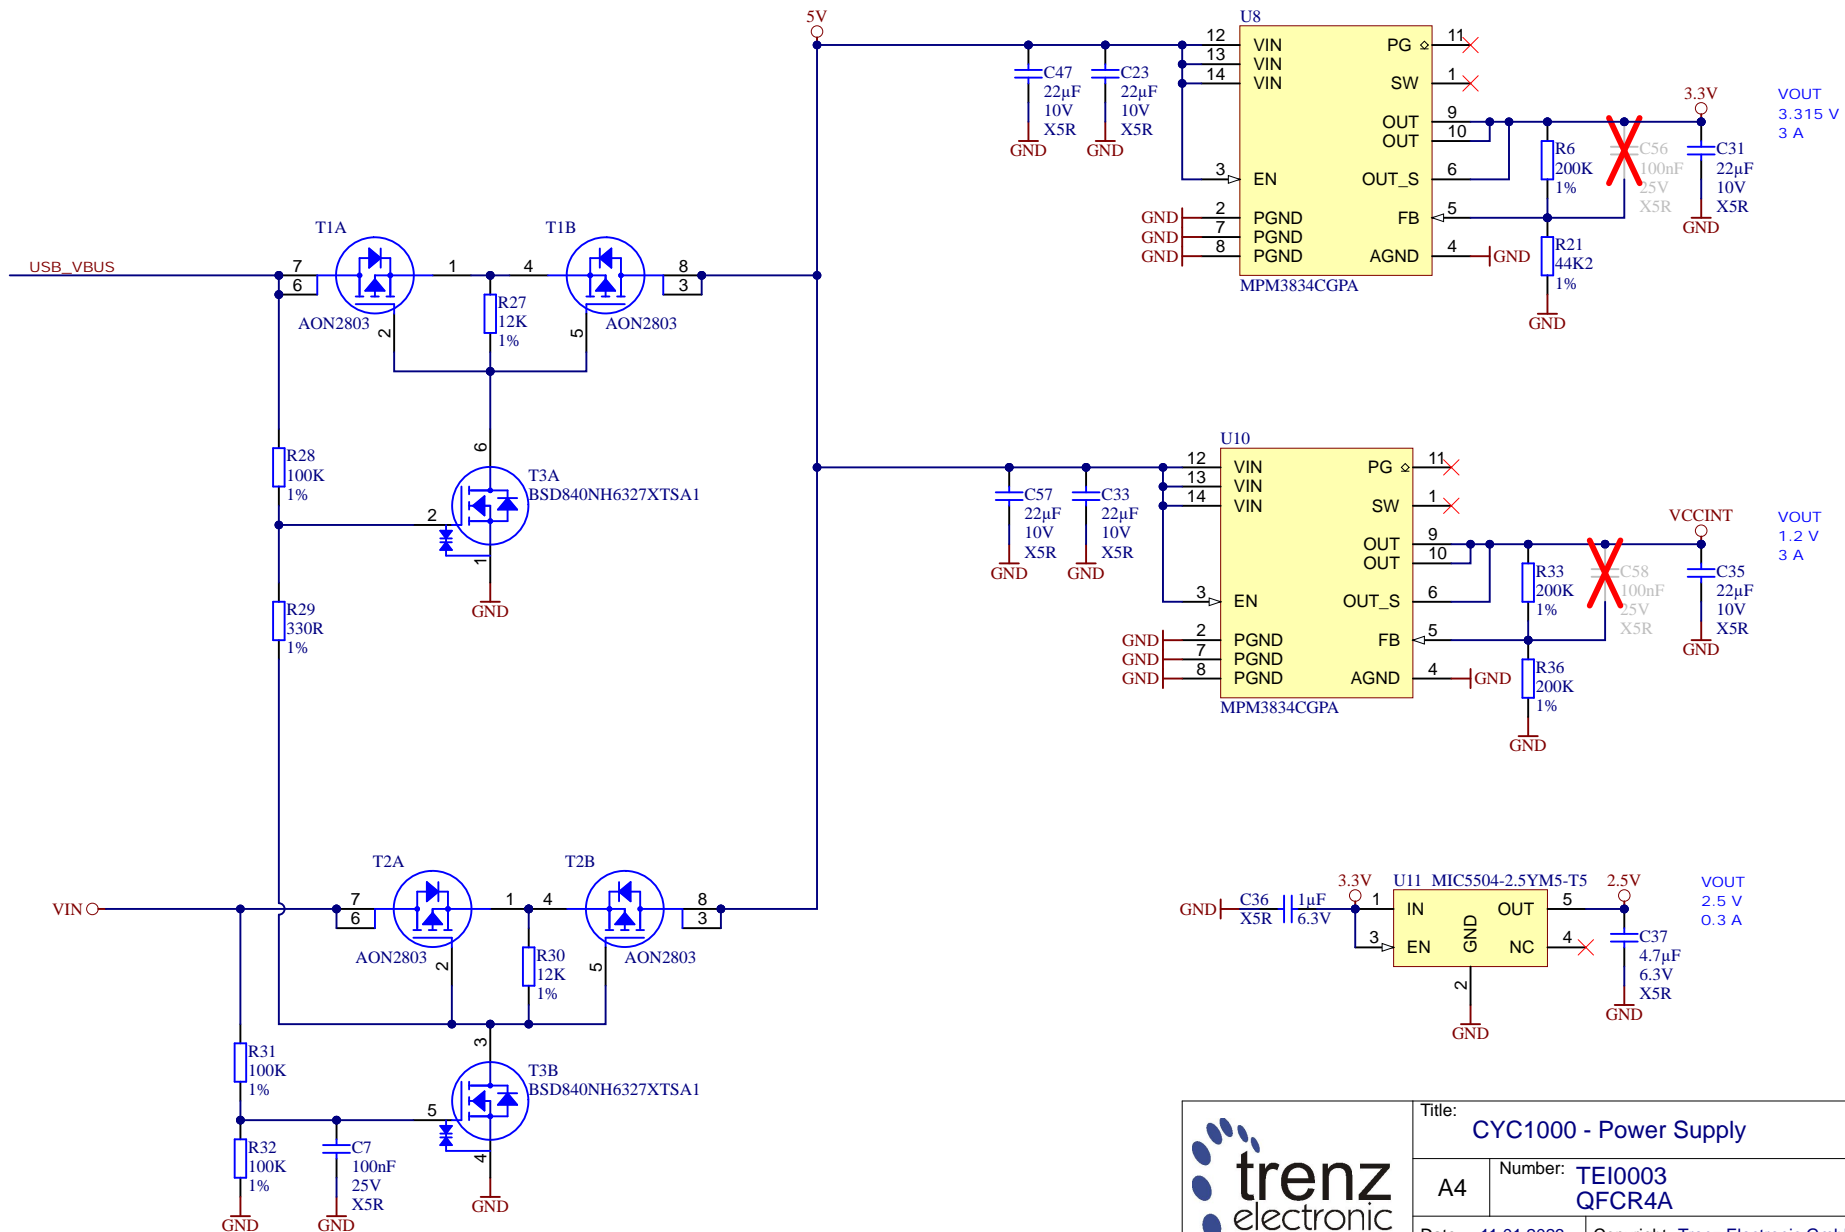 5V
U8
12
VIN
13
VIN
14
VIN
3
EN
2
PGND
7
PGND
8
PGND
GND
GND
GND
PG
11
SW
1
OUT
9
OUT
10
OUT_S
6
FB
5
AGND
4
GND
MPM3834CGPA
C47
22µF
10V
X5R
GND
C23
22µF
10V
X5R
GND
R6
200K
1%
R21
44K2
1%
GND
C56
100nF
25V
X5R
3.3V
C31
22µF
10V
X5R
GND
VOUT
3.315 V
3 A
USB_VBUS
T1A
7
6
1
2
AON2803
T1B
4
8
3
5
AON2803
R27
12K
1%
R28
100K
1%
T3A
BSD840NH6327XTSA1
6
2
1
GND
R29
330R
1%
U10
12
VIN
13
VIN
14
VIN
3
EN
2
PGND
7
PGND
8
PGND
GND
GND
GND
PG
11
SW
1
OUT
9
OUT
10
OUT_S
6
FB
5
AGND
4
GND
MPM3834CGPA
C57
22µF
10V
X5R
GND
C33
22µF
10V
X5R
GND
R33
200K
1%
R36
200K
1%
GND
C58
100nF
25V
X5R
VCCINT
C35
22µF
10V
X5R
GND
VOUT
1.2 V
3 A
VIN
T2A
7
6
1
2
AON2803
T2B
4
8
3
5
AON2803
R30
12K
1%
R31
100K
1%
R32
100K
1%
GND
C7
100nF
25V
X5R
GND
T3B
BSD840NH6327XTSA1
3
5
4
GND
GND
C36
X5R
1µF
6.3V
3.3V
U11 MIC5504-2.5YM5-T5
1
IN
3
EN
GND
2
GND
OUT
5
NC
4
2.5V
C37
4.7µF
6.3V
X5R
GND
VOUT
2.5 V
0.3 A
trenz
electronic
Title:
CYC1000 - Power Supply
A4
Number:
TEI0003
QFCR4A